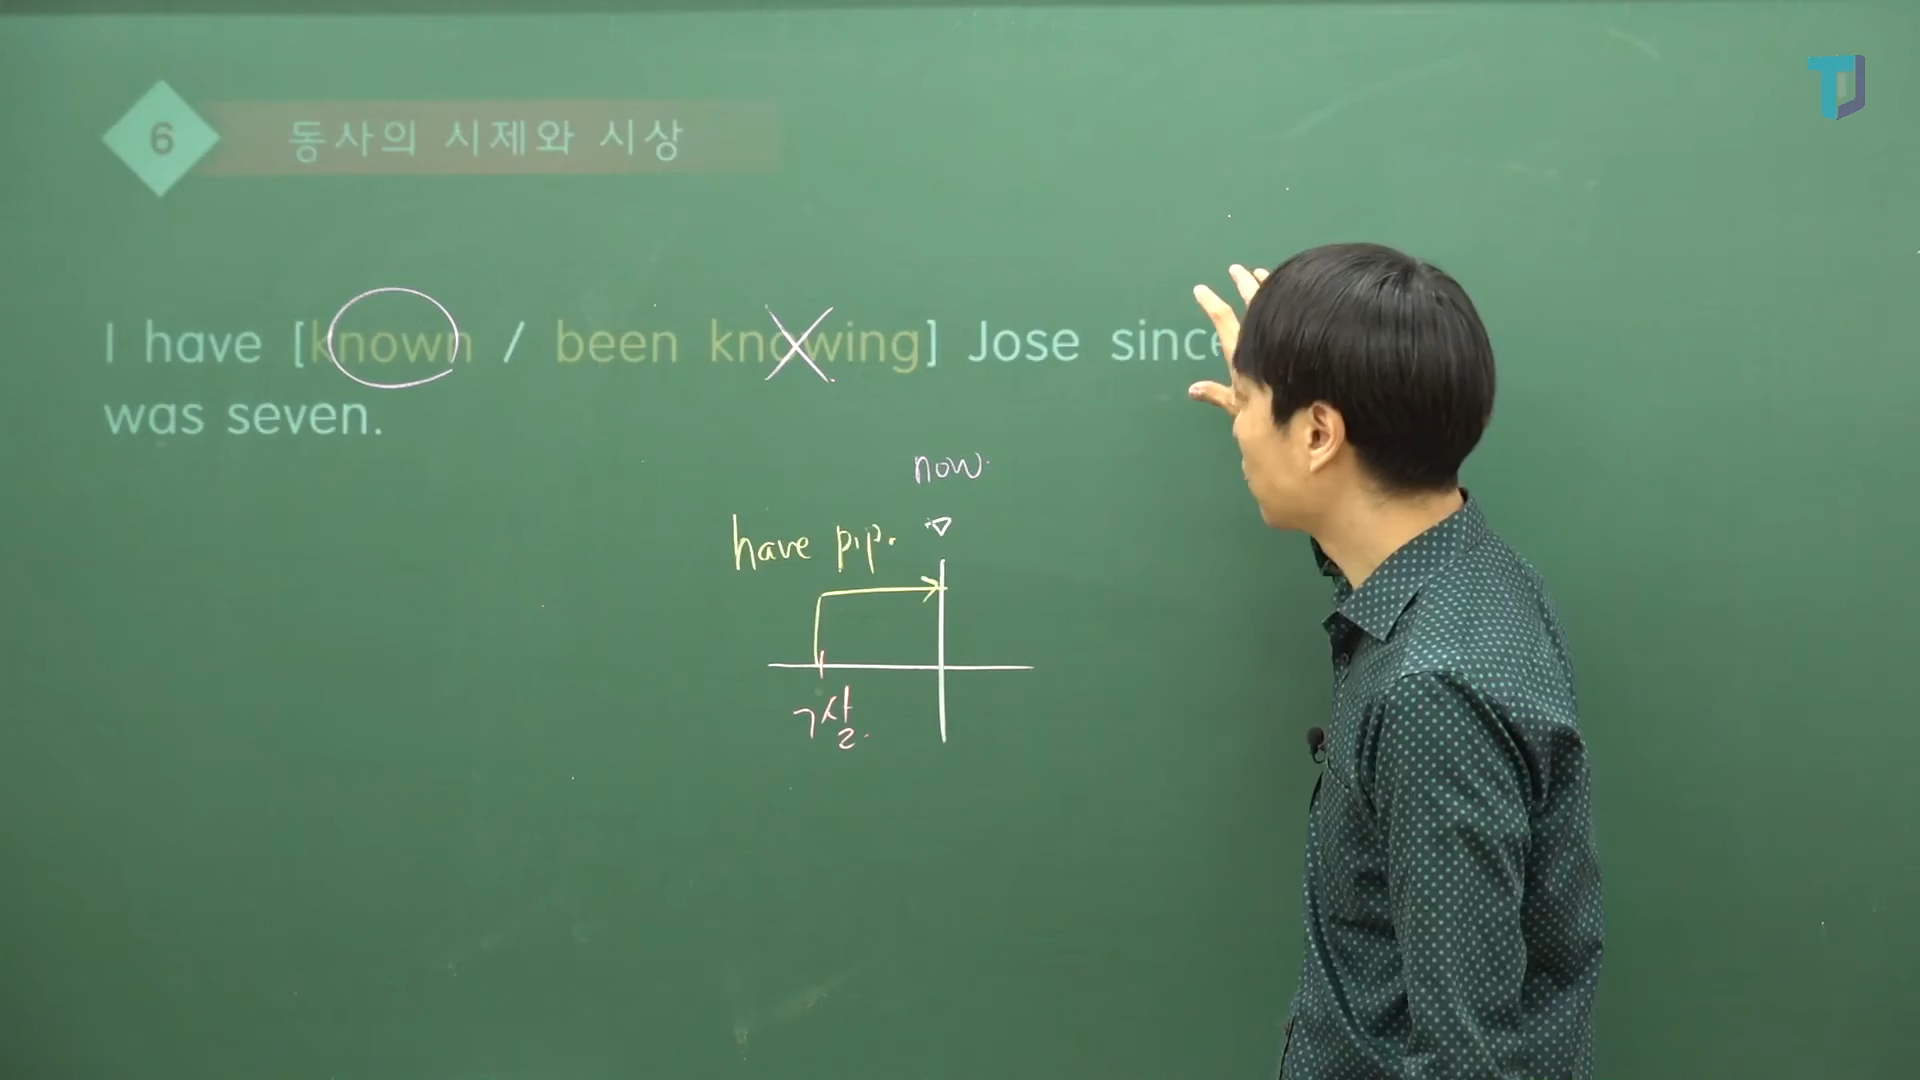 6
동사의 시제와 시상
I have [known / been knowing] Jose since
was seven.
now.
have p.p.
7살
TJ